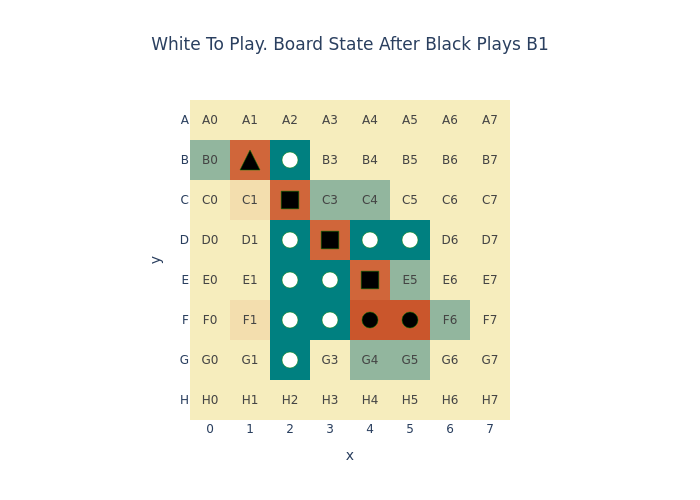 White To Play. Board State After Black Plays B1
A A0 A1 A2 A3 A4 A5 A6 A7
B B0 B3 B4 B5 B6 B7
C C0 C1 C3 C4 C5 C6 C7
D D0 D1 D6 D7
E E0 E1 E5 E6 E7
F F0 F1 F6 F7
G G0 G1 G3 G4 G5 G6 G7
H H0 H1 H2 H3 H4 H5 H6 H7
0 1 2 3 4 5 6 7
x
y